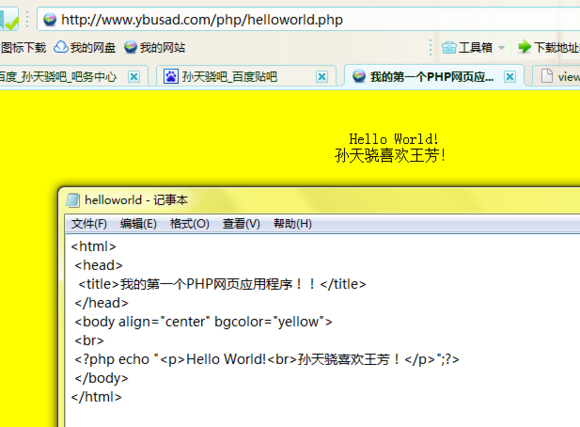 http://www.ybusad.com/php/helloworld.php
图标下载 我的网盘 我的网站 工具箱 下载地址
百度_孙天骁吧_吧务中心 孙天骁吧_百度贴吧 我的第一个PHP网页应... view
Hello World!
孙天骁喜欢王芳!
helloworld - 记事本
文件(F) 编辑(E) 格式(O) 查看(V) 帮助(H)
<html>
<head>
<title>我的第一个PHP网页应用程序！！</title>
</head>
<body align="center" bgcolor="yellow">
<br>
<?php echo "<p>Hello World!<br>孙天骁喜欢王芳！</p>";?>
</body>
</html>